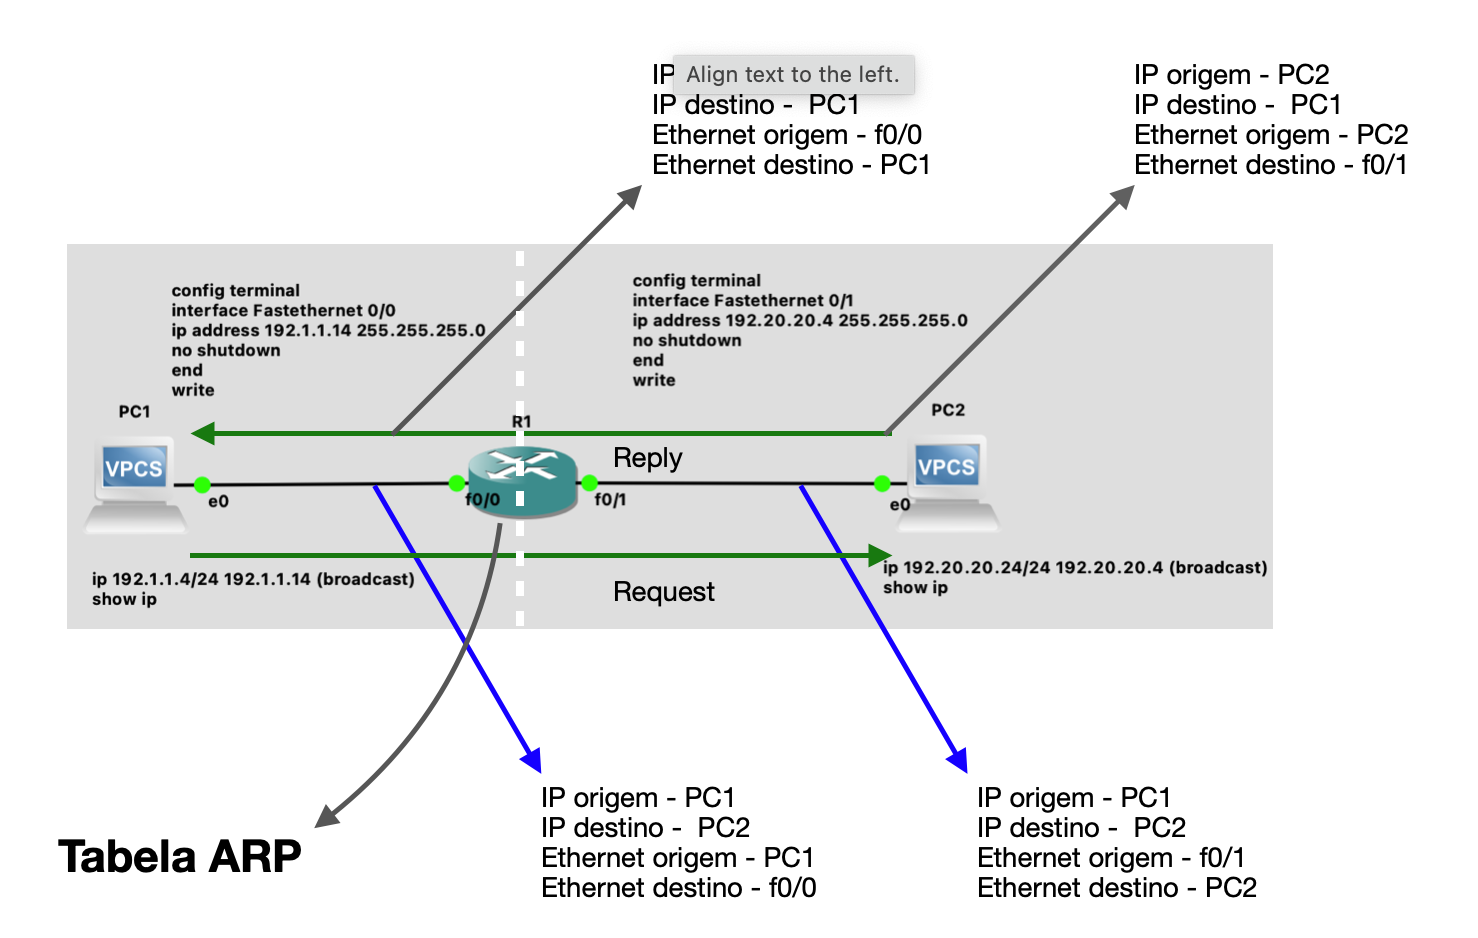 IP
Align text to the left.
IP destino -  PC1
Ethernet origem - f0/0
Ethernet destino - PC1
IP origem - PC2
IP destino -  PC1
Ethernet origem - PC2
Ethernet destino - f0/1
config terminal
interface Fastethernet 0/0
ip address 192.1.1.14 255.255.255.0
no shutdown
end
write
config terminal
interface Fastethernet 0/1
ip address 192.20.20.4 255.255.255.0
no shutdown
end
write
PC1
R1
PC2
Reply
VPCS
VPCS
e0
f0/0
f0/1
e0
ip 192.1.1.4/24 192.1.1.14 (broadcast)
show ip
Request
ip 192.20.20.24/24 192.20.20.4 (broadcast)
show ip
Tabela ARP
IP origem - PC1
IP destino -  PC2
Ethernet origem - PC1
Ethernet destino - f0/0
IP origem - PC1
IP destino -  PC2
Ethernet origem - f0/1
Ethernet destino - PC2